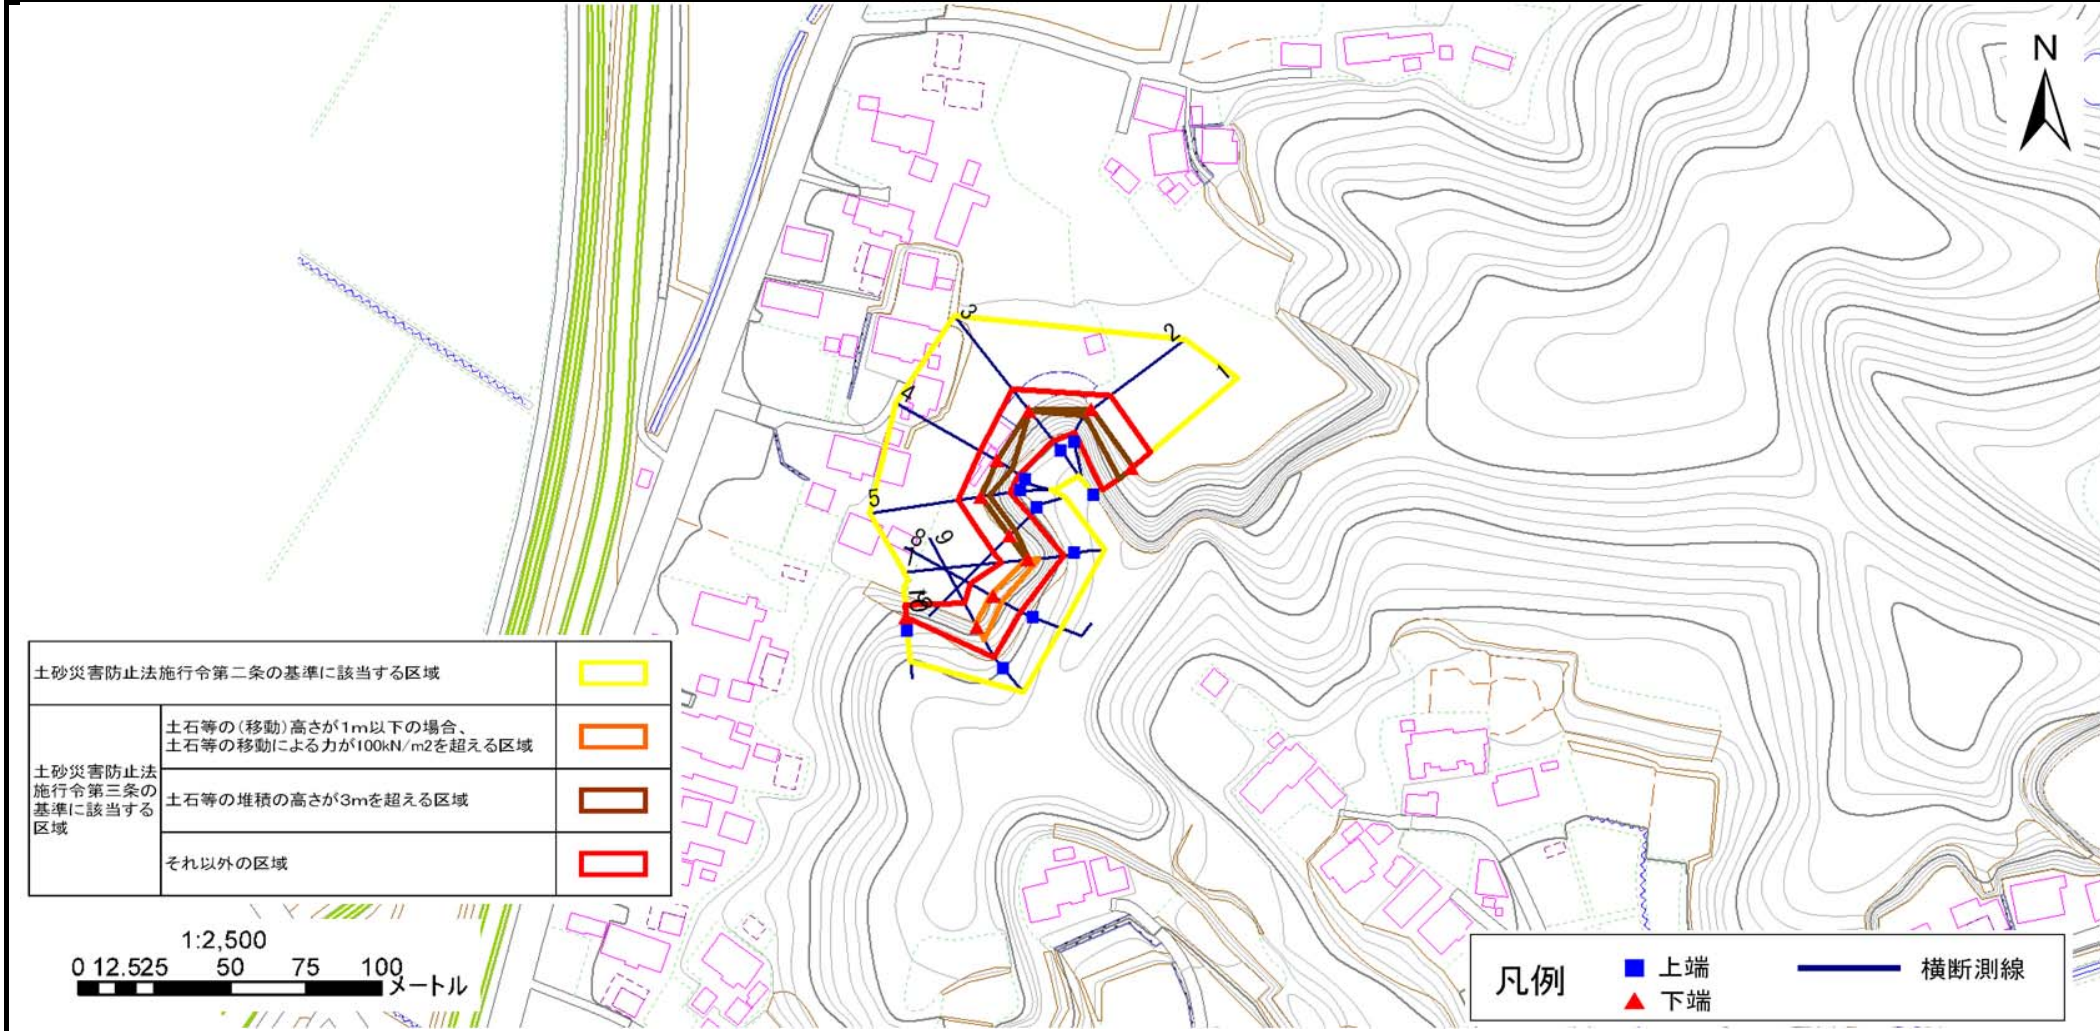 N
3
2
1
4
5
8
9
7
10
6
土砂災害防止法施行令第二条の基準に該当する区域
土砂災害防止法
施行令第三条の
基準に該当する
区域
土石等の(移動)高さが1m以下の場合、
土石等の移動による力が100kN/m2を超える区域
土石等の堆積の高さが3mを超える区域
それ以外の区域
1:2,500
0 12.525 50 75 100
メートル
凡例
上端
下端
横断測線